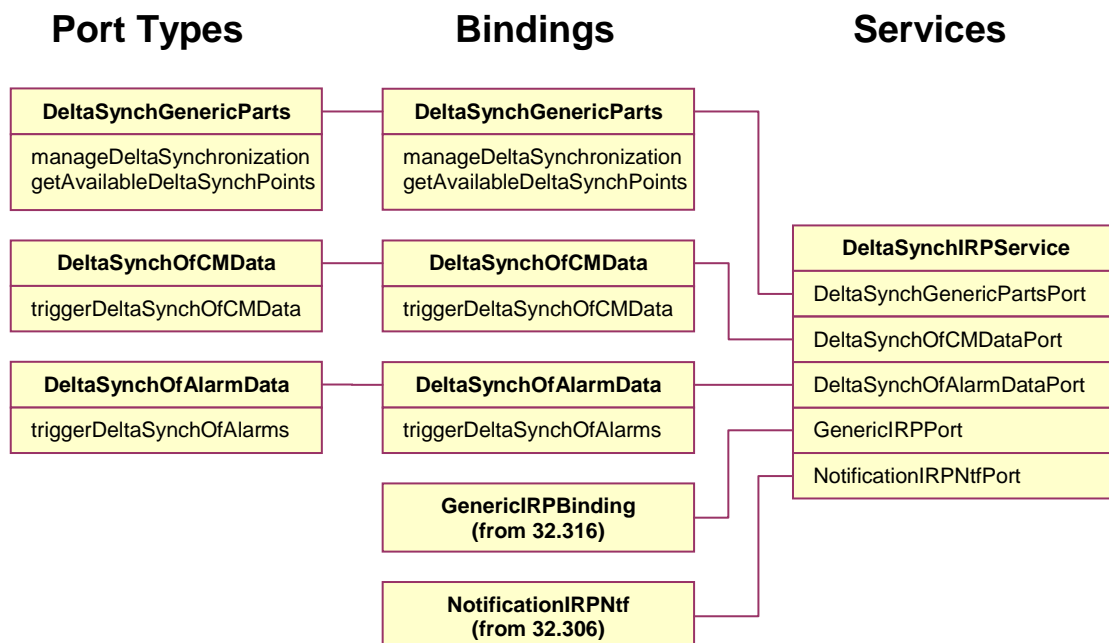 Port Types
Bindings
Services
DeltaSynchGenericParts
manageDeltaSynchronization
getAvailableDeltaSynchPoints
DeltaSynchOfCMData
triggerDeltaSynchOfCMData
DeltaSynchOfAlarmData
triggerDeltaSynchOfAlarms
DeltaSynchGenericParts
manageDeltaSynchronization
getAvailableDeltaSynchPoints
DeltaSynchOfCMData
triggerDeltaSynchOfCMData
DeltaSynchOfAlarmData
triggerDeltaSynchOfAlarms
GenericIRPBinding
(from 32.316)
NotificationIRPNtf
(from 32.306)
DeltaSynchIRPService
DeltaSynchGenericPartsPort
DeltaSynchOfCMDataPort
DeltaSynchOfAlarmDataPort
GenericIRPPort
NotificationIRPNtfPort